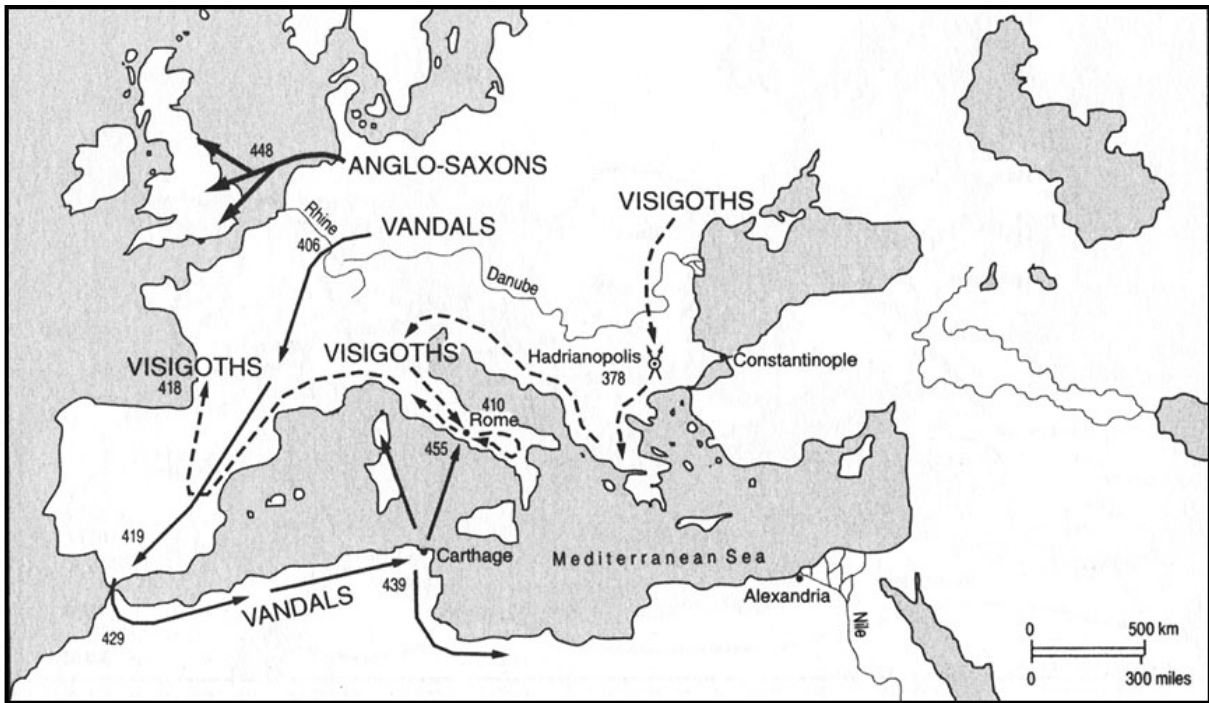 448
ANGLO-SAXONS
VISIGOTHS
Rhine
406
VANDALS
Danube
VISIGOTHS
418
VISIGOTHS
Hadrianopolis
378
Constantinople
410
Rome
455
419
Carthage
439
Mediterranean Sea
VANDALS
429
Alexandria
Nile
0 500 km
0 300 miles